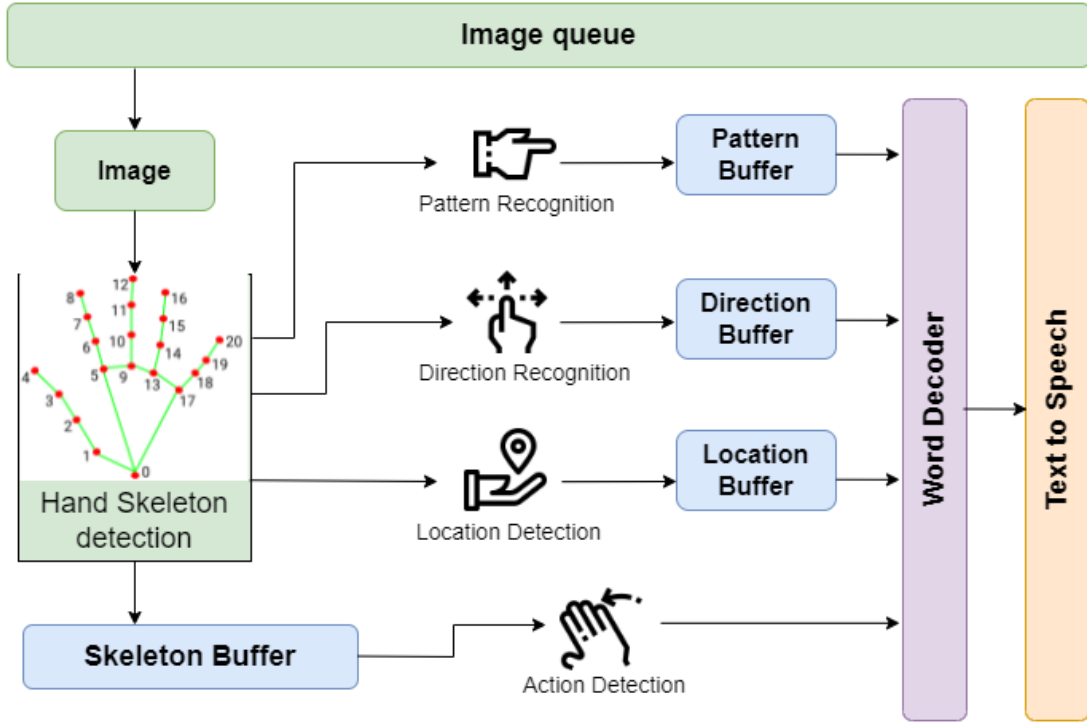 Image queue
Image
Pattern Recognition
Pattern
Buffer
12
8
16
11
7
15
10
6
14
20
19
5
9
13
18
4
17
3
2
1
0
Hand Skeleton
detection
Direction Recognition
Direction
Buffer
Location Detection
Location
Buffer
Skeleton Buffer
Action Detection
Word Decoder
Text to Speech